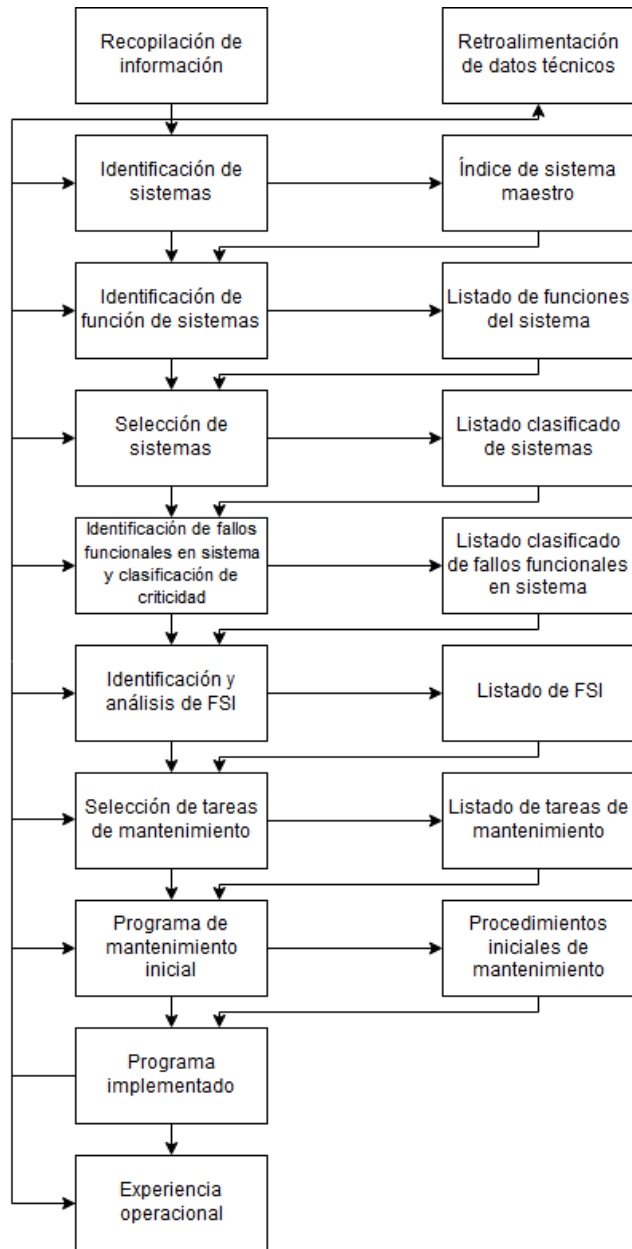 Recopilación de
información
Retroalimentación
de datos técnicos
Identificación de
sistemas
Índice de sistema
maestro
Identificación de
función de sistemas
Listado de funciones
del sistema
Selección de
sistemas
Listado clasificado
de sistemas
Identificación de fallos
funcionales en sistema
y clasificación de
criticidad
Listado clasificado
de fallos funcionales
en sistema
Identificación y
análisis de FSI
Listado de FSI
Selección de tareas
de mantenimiento
Listado de tareas de
mantenimiento
Programa de
mantenimiento
inicial
Procedimientos
iniciales de
mantenimiento
Programa
implementado
Experiencia
operacional